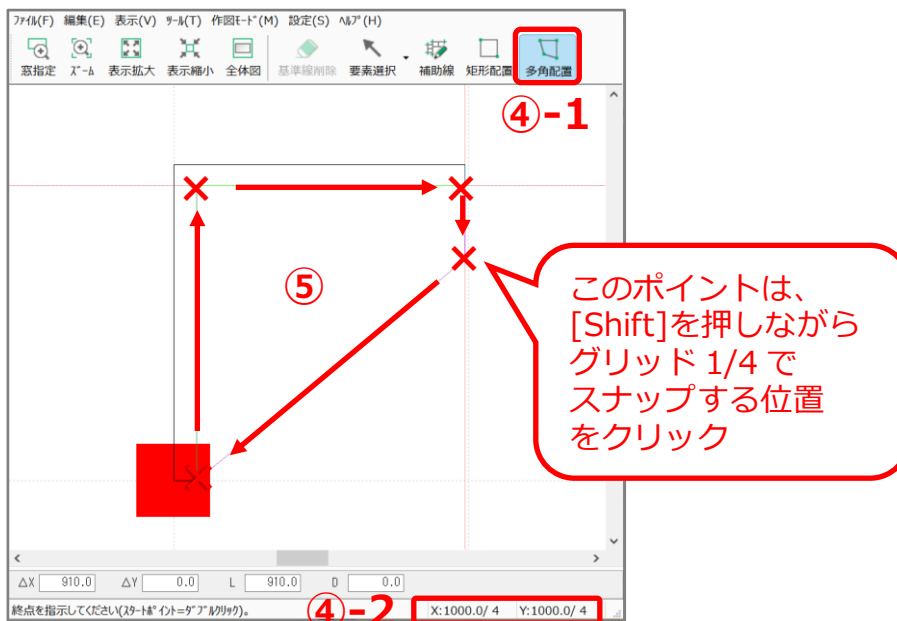 ﾌｧｲﾙ(F) 編集(E) 表示(V) ﾂｰﾙ(T) 作図ﾓｰﾄﾞ(M) 設定(S) ﾍﾙﾌﾟ(H)
窓指定 ｽﾞｰﾑ 表示拡大 表示縮小 全体図 基準線削除 要素選択 補助線 矩形配置 多角配置
④-1
⑤
このポイントは、
[Shift]を押しながら
グリッド 1/4 で
スナップする位置
をクリック
△X 910.0 △Y 0.0 L 910.0 D 0.0
終点を指示してください(ｽﾀｰﾄﾎﾟｲﾝﾄ=ﾀﾞﾌﾞﾙｸﾘｯｸ)。 ④-2 X:1000.0/ 4 Y:1000.0/ 4